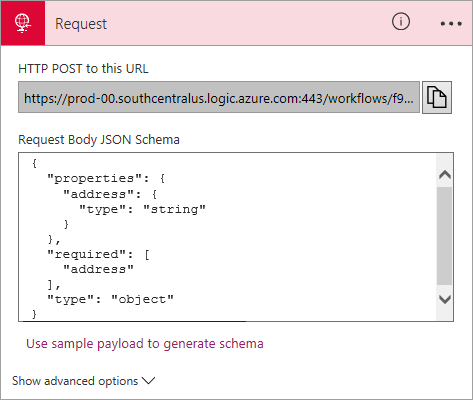 Request
HTTP POST to this URL
https://prod-00.southcentralus.logic.azure.com:443/workflows/f9...
Request Body JSON Schema
{
  "properties": {
    "address": {
      "type": "string"
    }
  },
  "required": [
    "address"
  ],
  "type": "object"
}
Use sample payload to generate schema
Show advanced options